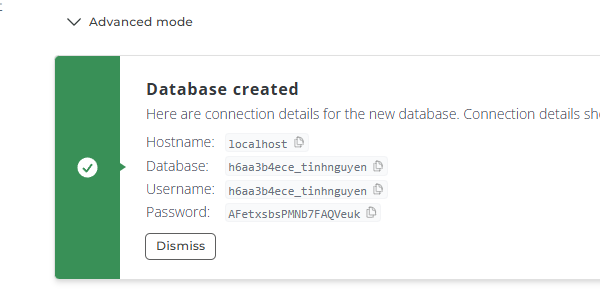 Advanced mode
Database created
Here are connection details for the new database. Connection details
Hostname: localhost
Database: h6aa3b4ece_tinhnguyen
Username: h6aa3b4ece_tinhnguyen
Password: AFetxsbsPMNb7FAQVeuk
Dismiss